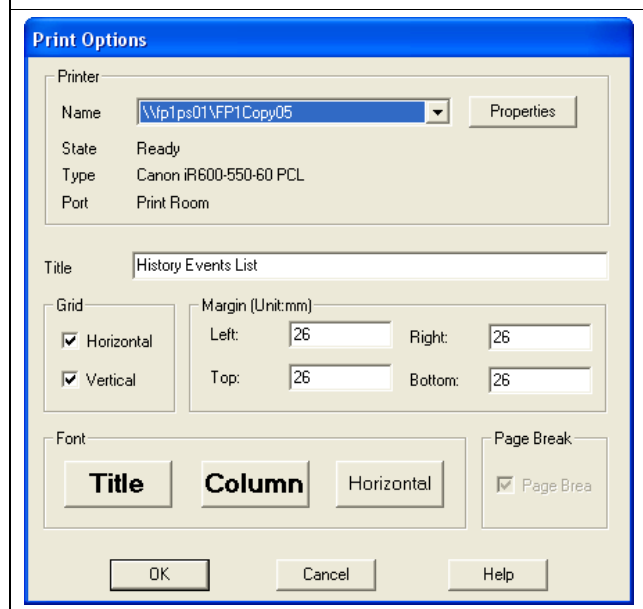 Print Options
Printer
Name \\fp1ps01\FP1Copy05 Properties
State Ready
Type Canon iR600-550-60 PCL
Port Print Room
Title History Events List
Grid Margin (Unit:mm)
Horizontal Left: 26 Right: 26
Vertical Top: 26 Bottom: 26
Font Page Break
Title Column Horizontal Page Brea
OK Cancel Help